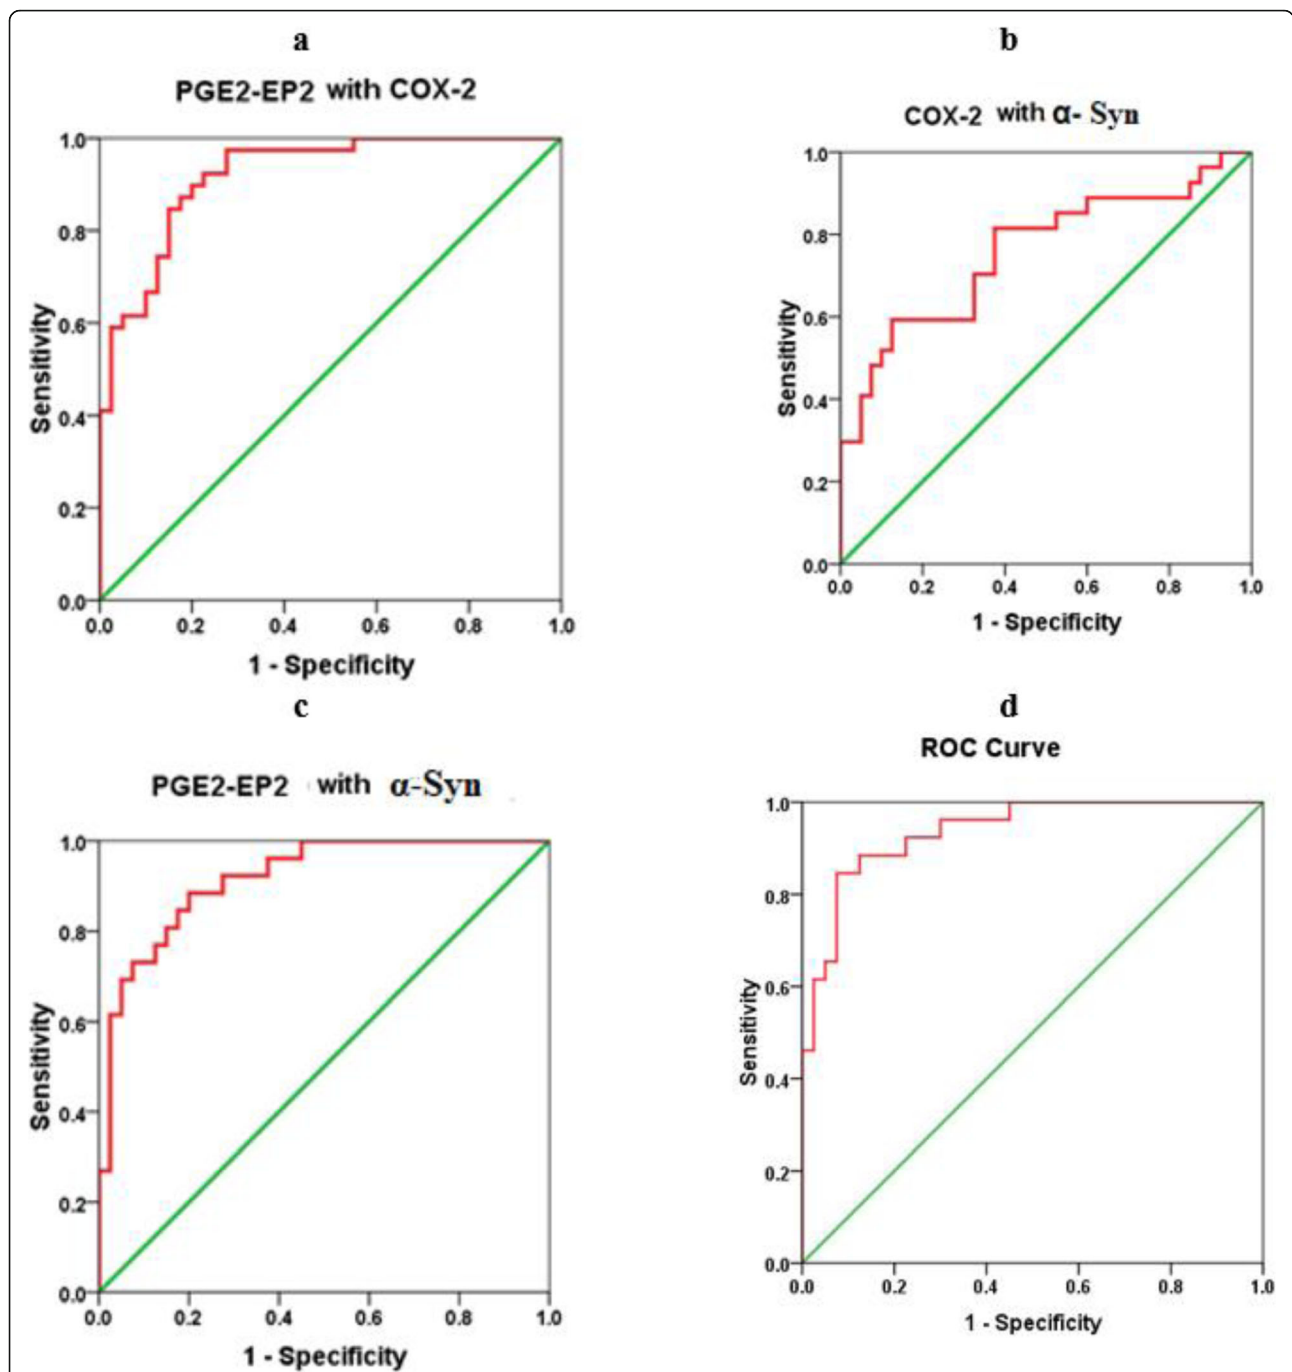 a
PGE2-EP2 with COX-2
1.0
0.8
0.6
0.4
0.2
0.0
Sensitivity
0.0 0.2 0.4 0.6 0.8 1.0
1 - Specificity
b
COX-2 with α- Syn
1.0
0.8
0.6
0.4
0.2
0.0
Sensitivity
0.0 0.2 0.4 0.6 0.8 1.0
1 - Specificity
c
PGE2-EP2 with α-Syn
1.0
0.8
0.6
0.4
0.2
0.0
Sensitivity
0.0 0.2 0.4 0.6 0.8 1.0
1 - Specificity
d
ROC Curve
1.0
0.8
0.6
0.4
0.2
0.0
Sensitivity
0.0 0.2 0.4 0.6 0.8 1.0
1 - Specificity